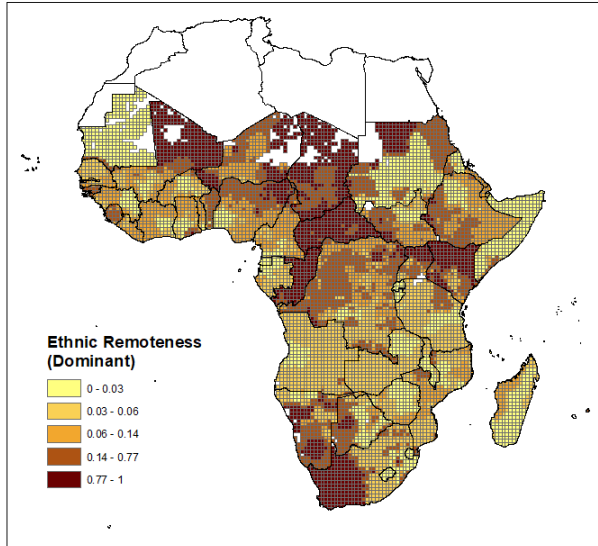 Ethnic Remoteness
(Dominant)
0 - 0.03
0.03 - 0.06
0.06 - 0.14
0.14 - 0.77
0.77 - 1